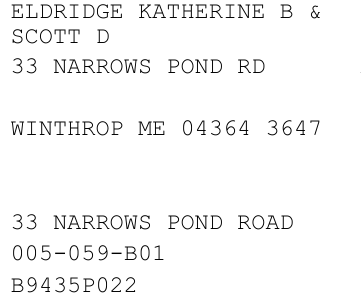 ELDRIDGE KATHERINE B &
SCOTT D
33 NARROWS POND RD
WINTHROP ME 04364 3647
33 NARROWS POND ROAD
005-059-B01
B9435P022